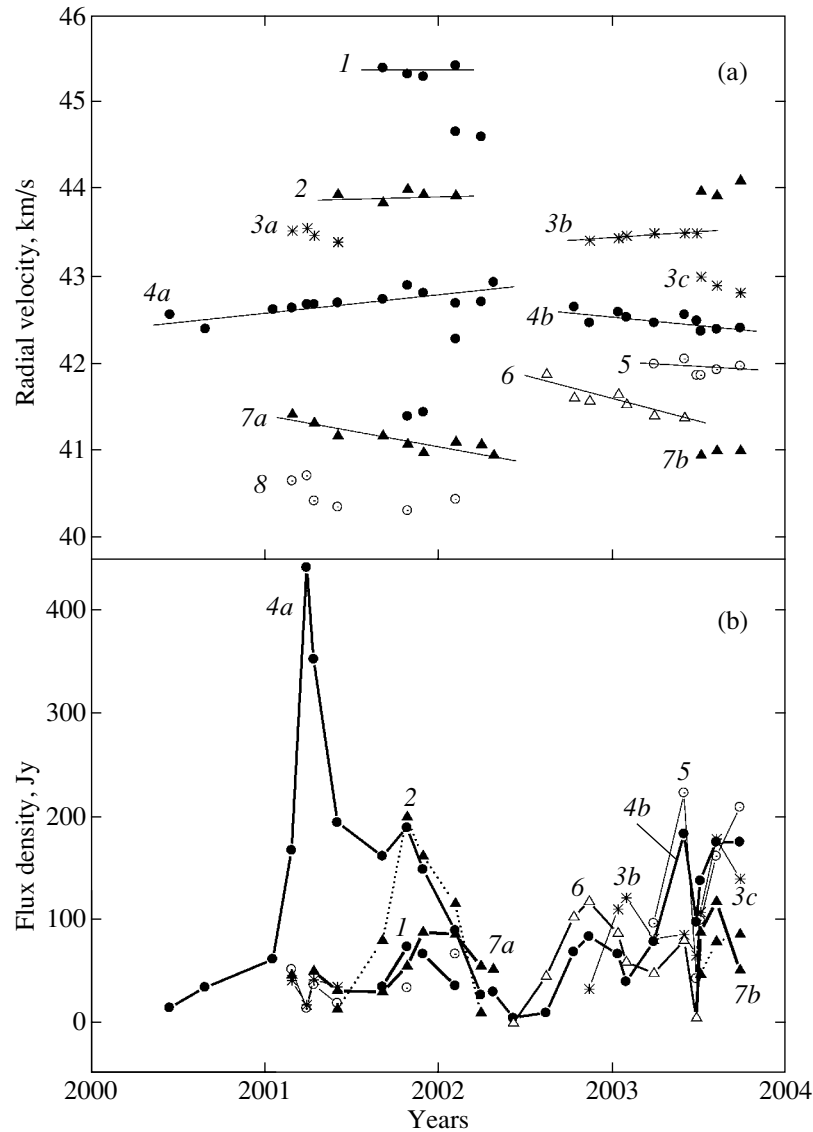 46
1
(a)
45
2
44
3a
3b
Radial velocity, km/s
43
4a
3c
4b
42
5
6
7a
41
7b
8
40
400
4a
(b)
300
Flux density, Jy
5
2
200
4b
6
3b
3c
100
1
7a
7b
0
2000
2001
2002
2003
2004
Years